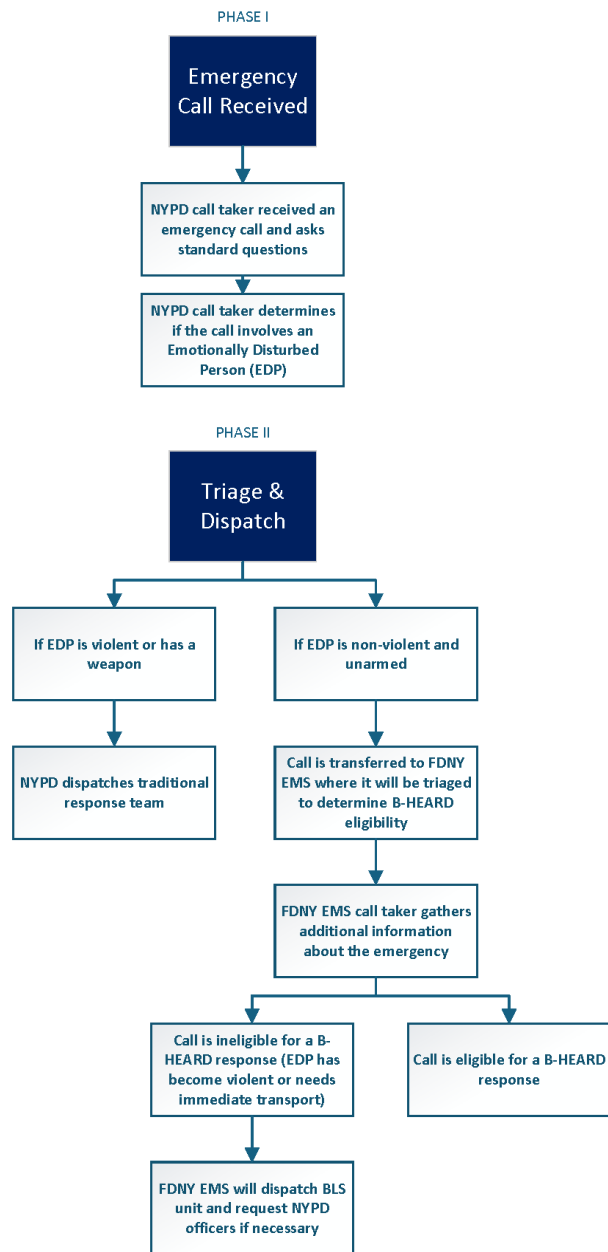 PHASE I
Emergency
Call Received
NYPD call taker received an
emergency call and asks
standard questions
NYPD call taker determines
if the call involves an
Emotionally Disturbed
Person (EDP)
PHASE II
Triage &
Dispatch
If EDP is violent or has a
weapon
If EDP is non-violent and
unarmed
NYPD dispatches traditional
response team
Call is transferred to FDNY
EMS where it will be triaged
to determine B-HEARD
eligibility
FDNY EMS call taker gathers
additional information
about the emergency
Call is ineligible for a B-
HEARD response (EDP has
become violent or needs
immediate transport)
Call is eligible for a B-HEARD
response
FDNY EMS will dispatch BLS
unit and request NYPD
officers if necessary